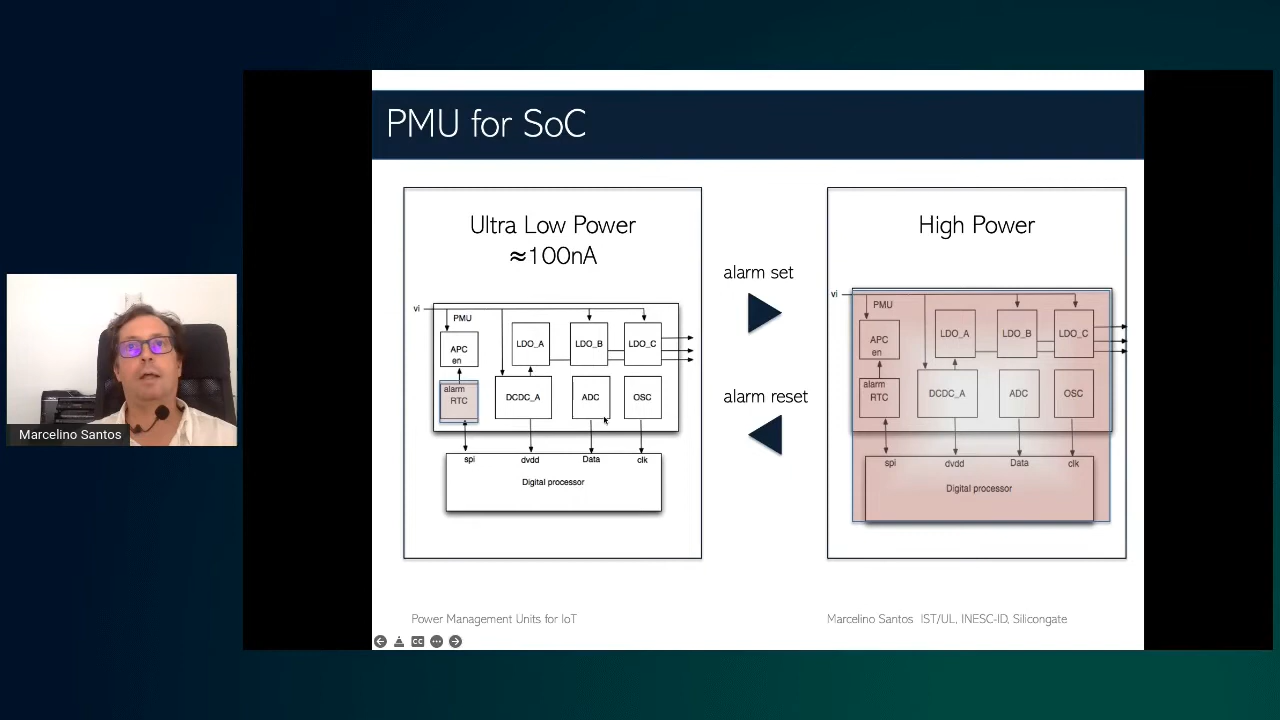 PMU for SoC
Ultra Low Power
≈100nA
vi
PMU
APC
en
LDO_A
LDO_B
LDO_C
alarm
RTC
DCDC_A
ADC
OSC
spi
dvdd
Data
clk
Digital processor
alarm set
alarm reset
High Power
vi
PMU
APC
en
LDO_A
LDO_B
LDO_C
alarm
RTC
DCDC_A
ADC
OSC
spi
dvdd
Data
clk
Digital processor
Marcelino Santos
Power Management Units for IoT
Marcelino Santos IST/UL, INESC-ID, Silicongate
CC